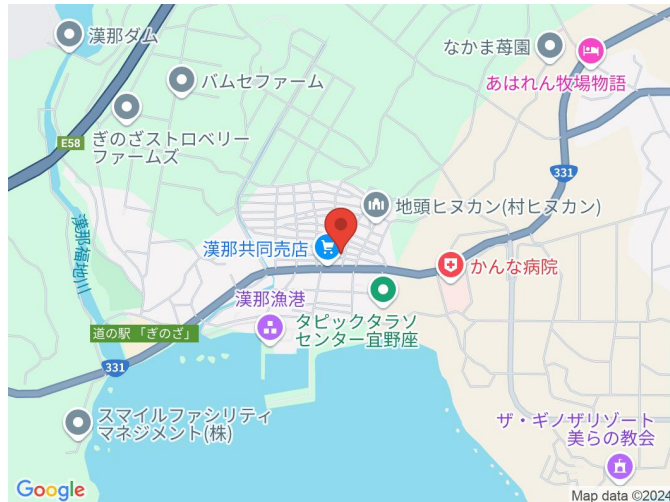 漢那ダム
なかま苺園
あはれん牧場物語
バムセファーム
E58
ぎのざストロベリー
ファームズ
331
地頭ヒヌカン(村ヒヌカン)
漢那福地川
漢那共同売店
かんな病院
漢那漁港
タピックタラソ
センター宜野座
道の駅「ぎのざ」
331
スマイルファシリティ
マネジメント(株)
ザ・ギノザリゾート
美らの教会
Google
Map data ©2024